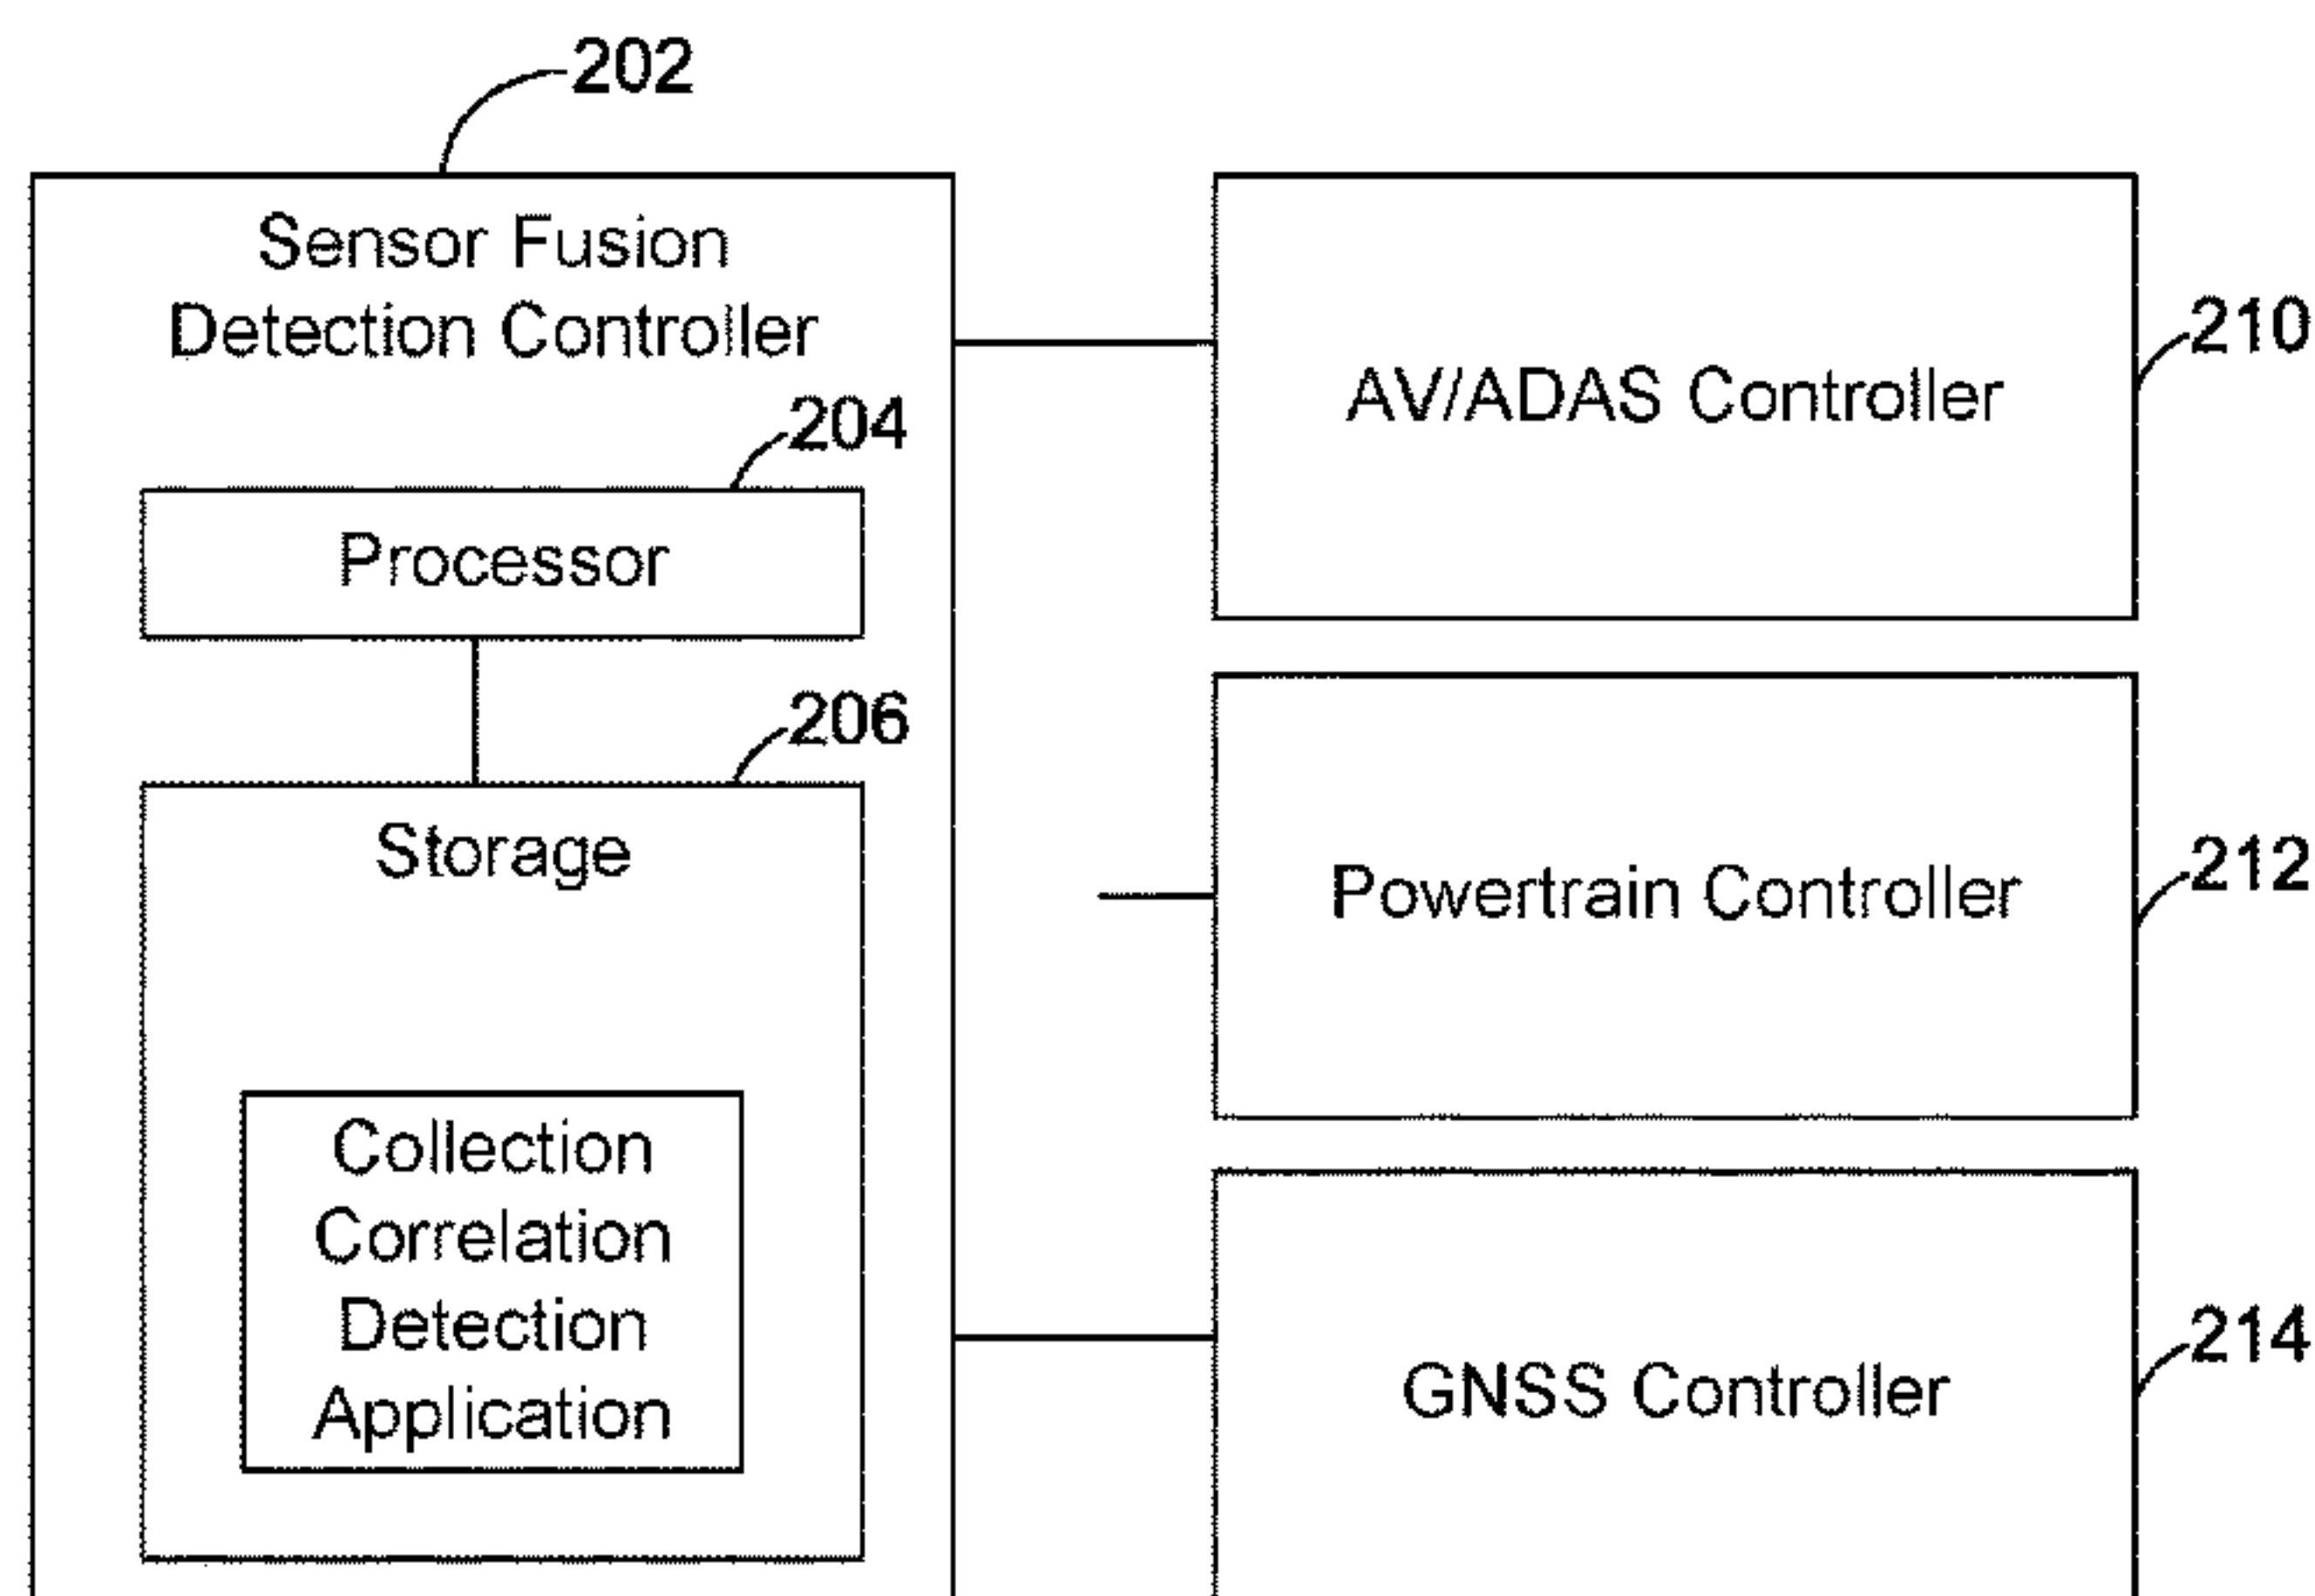 202
Sensor Fusion
Detection Controller
204
Processor
206
Storage
Collection
Correlation
Detection
Application
AV/ADAS Controller
210
Powertrain Controller
212
GNSS Controller
214